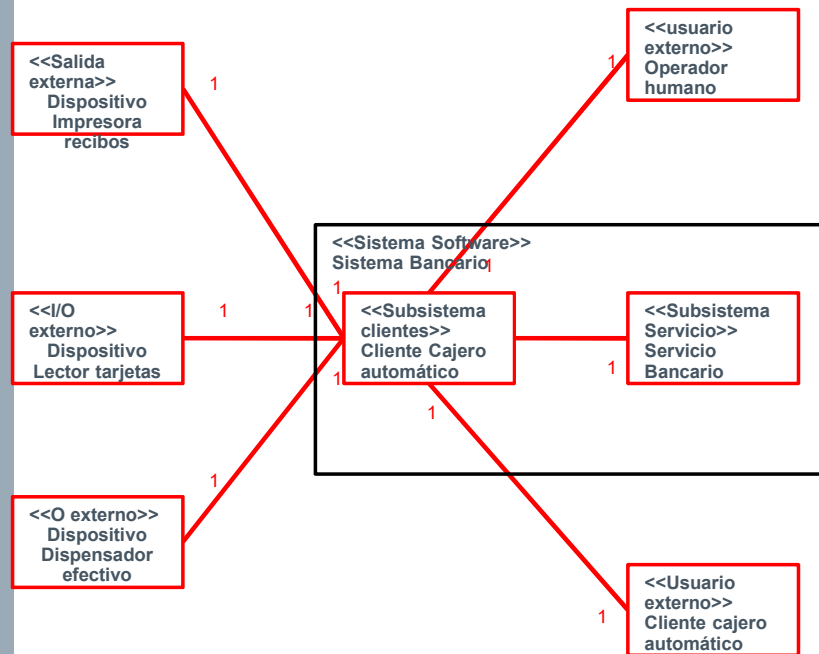 <<Salida
externa>>
Dispositivo
Impresora
recibos
1
<<usuario
externo>>
Operador
humano
1
<<Sistema Software>>
Sistema Bancario
1
1
<<I/O
externo>>
Dispositivo
Lector tarjetas
1
1
<<Subsistema
clientes>>
Cliente Cajero
automático
1
1
<<Subsistema
Servicio>>
Servicio
Bancario
1
<<O externo>>
Dispositivo
Dispensador
efectivo
1
<<Usuario
externo>>
Cliente cajero
automático
1